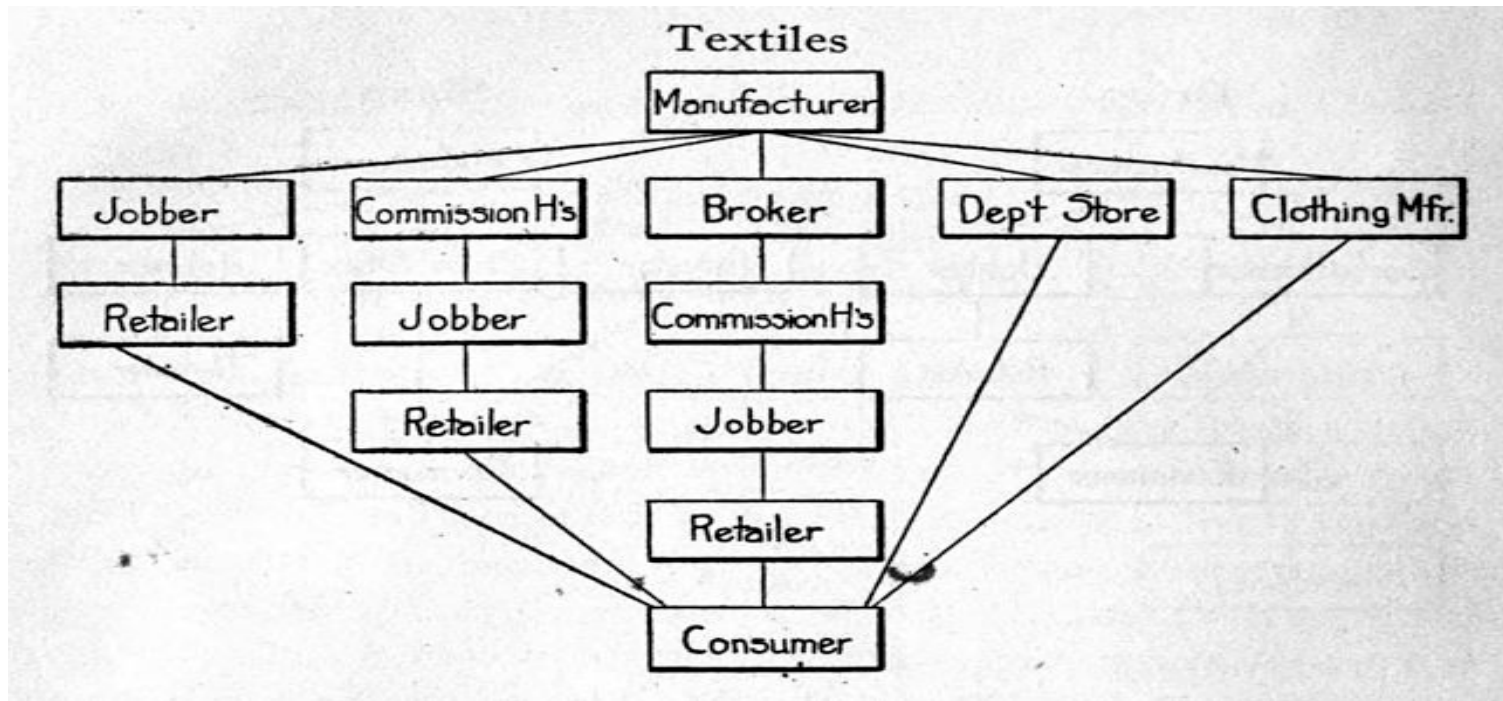 Textiles
Manufacturer
Jobber
Commission H's
Broker
Dep't Store
Clothing Mfr.
Retailer
Jobber
Commission H's
Retailer
Jobber
Retailer
Consumer